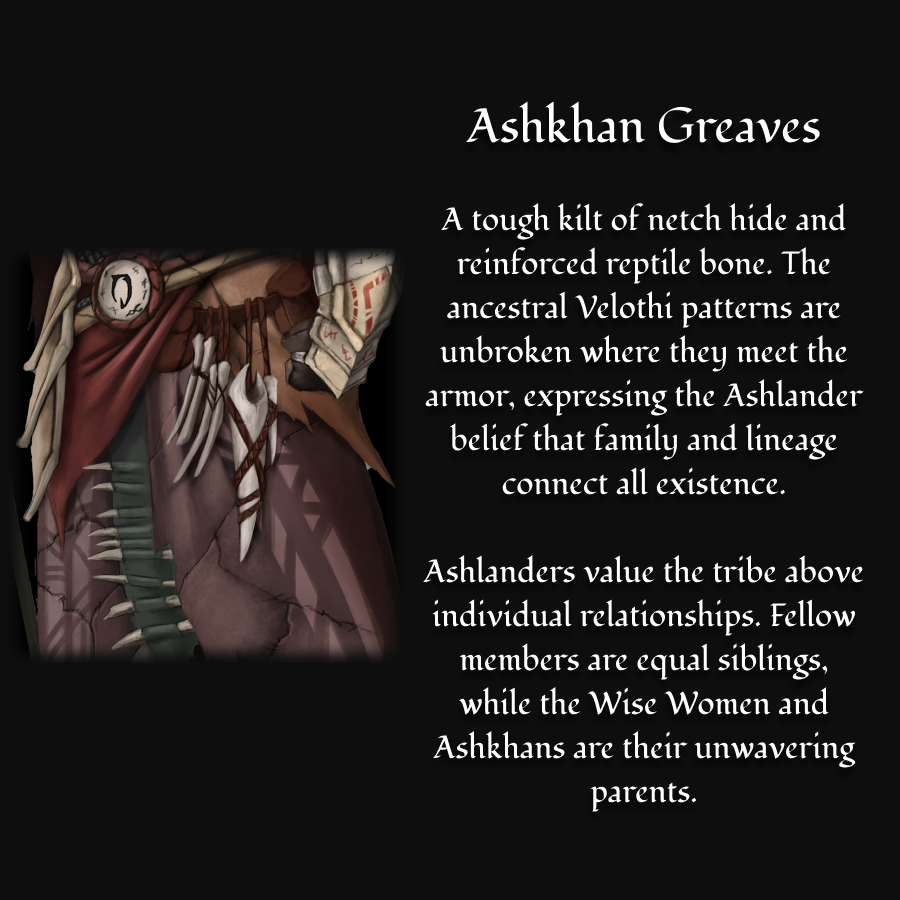 Ashkhan Greaves
A tough kilt of netch hide and
reinforced reptile bone. The
ancestral Velothi patterns are
unbroken where they meet the
armor, expressing the Ashlander
belief that family and lineage
connect all existence.
Ashlanders value the tribe above
individual relationships. Fellow
members are equal siblings,
while the Wise Women and
Ashkhans are their unwavering
parents.